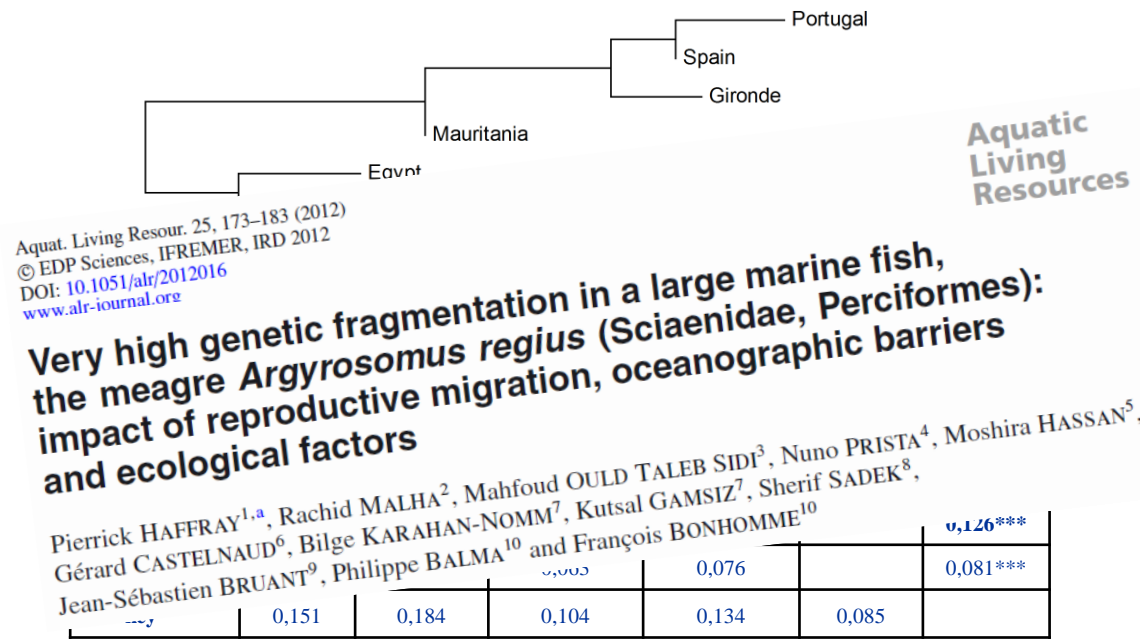 Portugal
Spain
Gironde
Mauritania
Egypt
Aquatic
Living
Resources
Aquat. Living Resour. 25, 173–183 (2012)
© EDP Sciences, IFREMER, IRD 2012
DOI: 10.1051/alr/2012016
www.alr-journal.org
Very high genetic fragmentation in a large marine fish,
the meagre Argyrosomus regius (Sciaenidae, Perciformes):
impact of reproductive migration, oceanographic barriers
and ecological factors
Pierrick HAFFRAY1,a, Rachid MALHA2, Mahfoud OULD TALEB SIDI3, Nuno PRISTA4, Moshira HASSAN5,
Gérard CASTELNAUD6, Bilge KARAHAN-NOMM7, Kutsal GAMSIZ7, Sherif SADEK8,
Jean-Sébastien BRUANT9, Philippe BALMA10 and François BONHOMME10
0,126***
0,076 0,081***
0,151 0,184 0,104 0,134 0,085